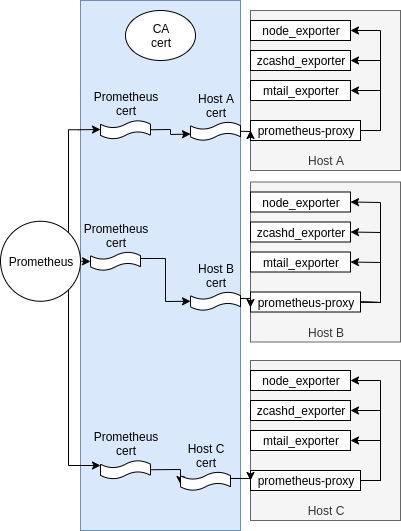 CA
cert
node_exporter
zcashd_exporter
mtail_exporter
Prometheus
cert
Host A
cert
prometheus-proxy
Host A
node_exporter
zcashd_exporter
mtail_exporter
Prometheus
Prometheus
cert
Host B
cert
prometheus-proxy
Host B
node_exporter
zcashd_exporter
mtail_exporter
Prometheus
cert
Host C
cert
prometheus-proxy
Host C